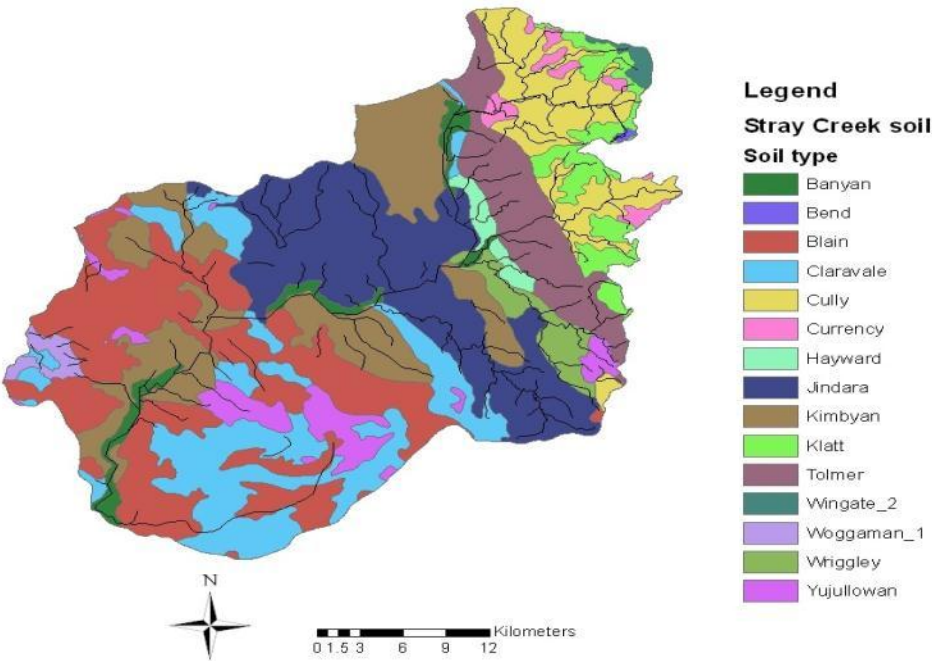 Legend
Stray Creek soil
Soil type
Banyan
Bend
Blain
Claravale
Cully
Currency
Hayward
Jindara
Kimbyan
Klatt
Tolmer
Wingate_2
Woggaman_1
Wriggley
Yujullowan
N
Kilometers
0 1.5 3 6 9 12